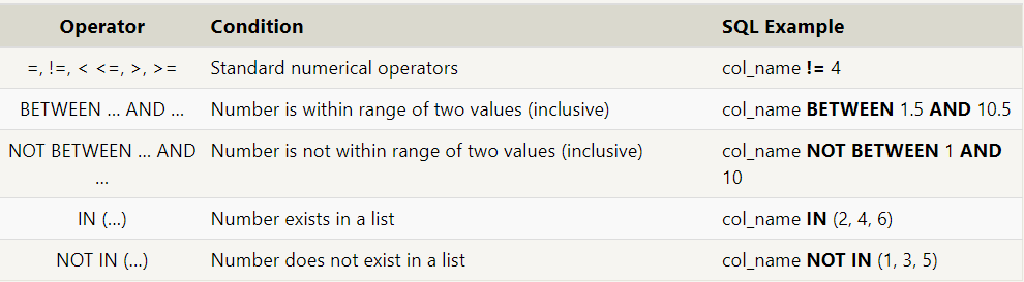 Operator Condition SQL Example
=, !=, < <=, >, >= Standard numerical operators col_name != 4
BETWEEN … AND … Number is within range of two values (inclusive) col_name BETWEEN 1.5 AND 10.5
NOT BETWEEN … AND Number is not within range of two values (inclusive) col_name NOT BETWEEN 1 AND
… 10
IN (…) Number exists in a list col_name IN (2, 4, 6)
NOT IN (…) Number does not exist in a list col_name NOT IN (1, 3, 5)